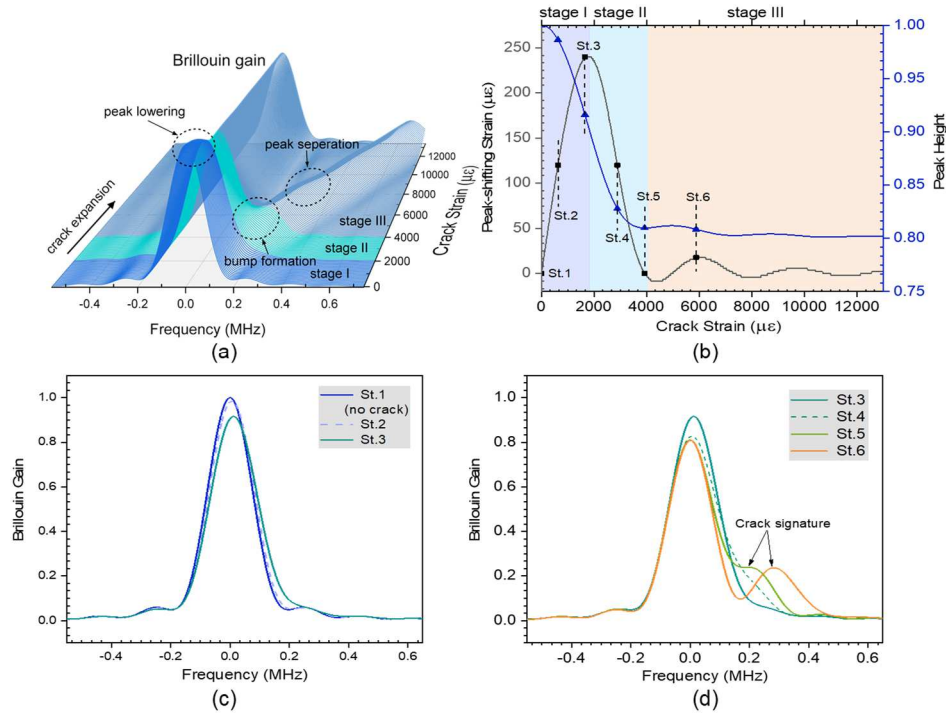 Brillouin gain
peak lowering
peak seperation
crack expansion
bump formation
stage III
stage II
stage I
12000
10000
8000
6000
4000
2000
0
Crack Strain (με)
-0.4
-0.2
0.0
0.2
0.4
0.6
Frequency (MHz)
(a)
stage I
stage II
stage III
250
200
150
100
50
0
Peak-shifting Strain (με)
1.00
0.95
0.90
0.85
0.80
0.75
Peak Height
St.1
St.2
St.3
St.4
St.5
St.6
0
2000
4000
6000
8000
10000
12000
Crack Strain (με)
(b)
1.0
0.8
0.6
0.4
0.2
0.0
Brillouin Gain
St.1
(no crack)
St.2
St.3
-0.4
-0.2
0.0
0.2
0.4
0.6
Frequency (MHz)
(c)
1.0
0.8
0.6
0.4
0.2
0.0
Brillouin Gain
St.3
St.4
St.5
St.6
Crack signature
-0.4
-0.2
0.0
0.2
0.4
0.6
Frequency (MHz)
(d)